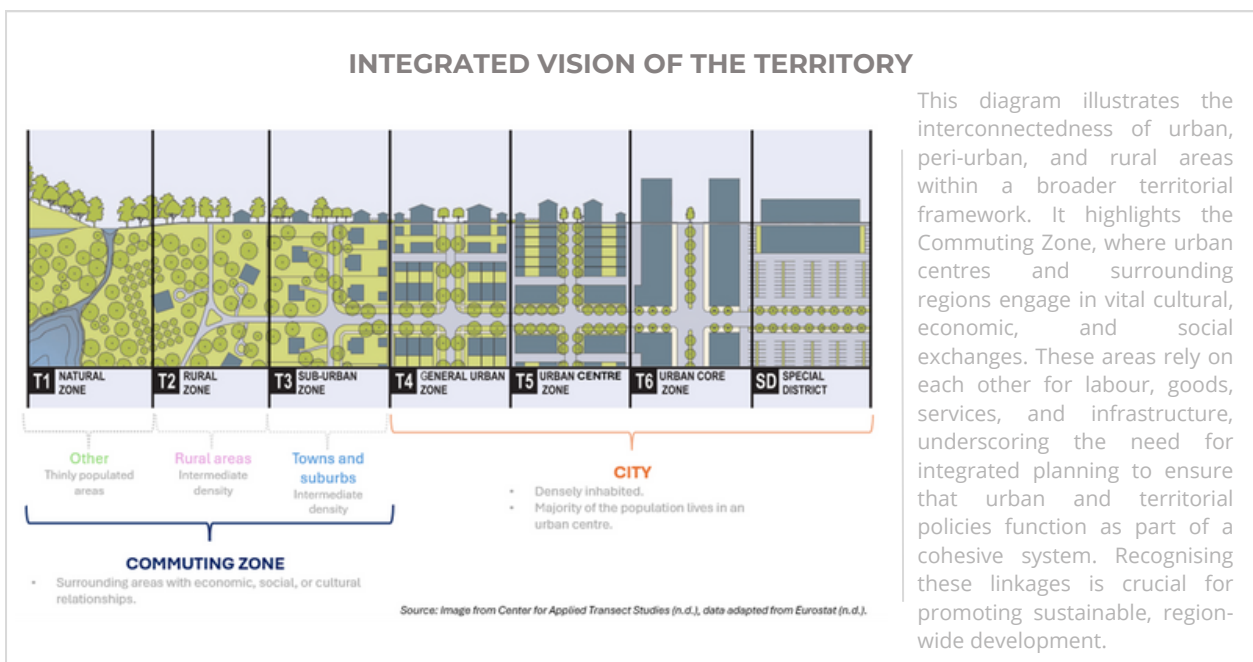 INTEGRATED VISION OF THE TERRITORY
T1 NATURAL
ZONE
T2 RURAL
ZONE
T3 SUB-URBAN
ZONE
T4 GENERAL URBAN
ZONE
T5 URBAN CENTRE
ZONE
T6 URBAN CORE
ZONE
SD SPECIAL
DISTRICT
Other
Thinly populated
areas
Rural areas
Intermediate
density
Towns and
suburbs
Intermediate
density
CITY
• Densely inhabited.
• Majority of the population lives in an
urban centre.
COMMUTING ZONE
• Surrounding areas with economic, social, or cultural
relationships.
Source: Image from Center for Applied Transect Studies (n.d.), data adapted from Eurostat (n.d.).
This diagram illustrates the
interconnectedness of urban,
peri-urban, and rural areas
within a broader territorial
framework. It highlights the
Commuting Zone, where urban
centres and surrounding
regions engage in vital cultural,
economic, and social
exchanges. These areas rely on
each other for labour, goods,
services, and infrastructure,
underscoring the need for
integrated planning to ensure
that urban and territorial
policies function as part of a
cohesive system. Recognising
these linkages is crucial for
promoting sustainable, region-
wide development.